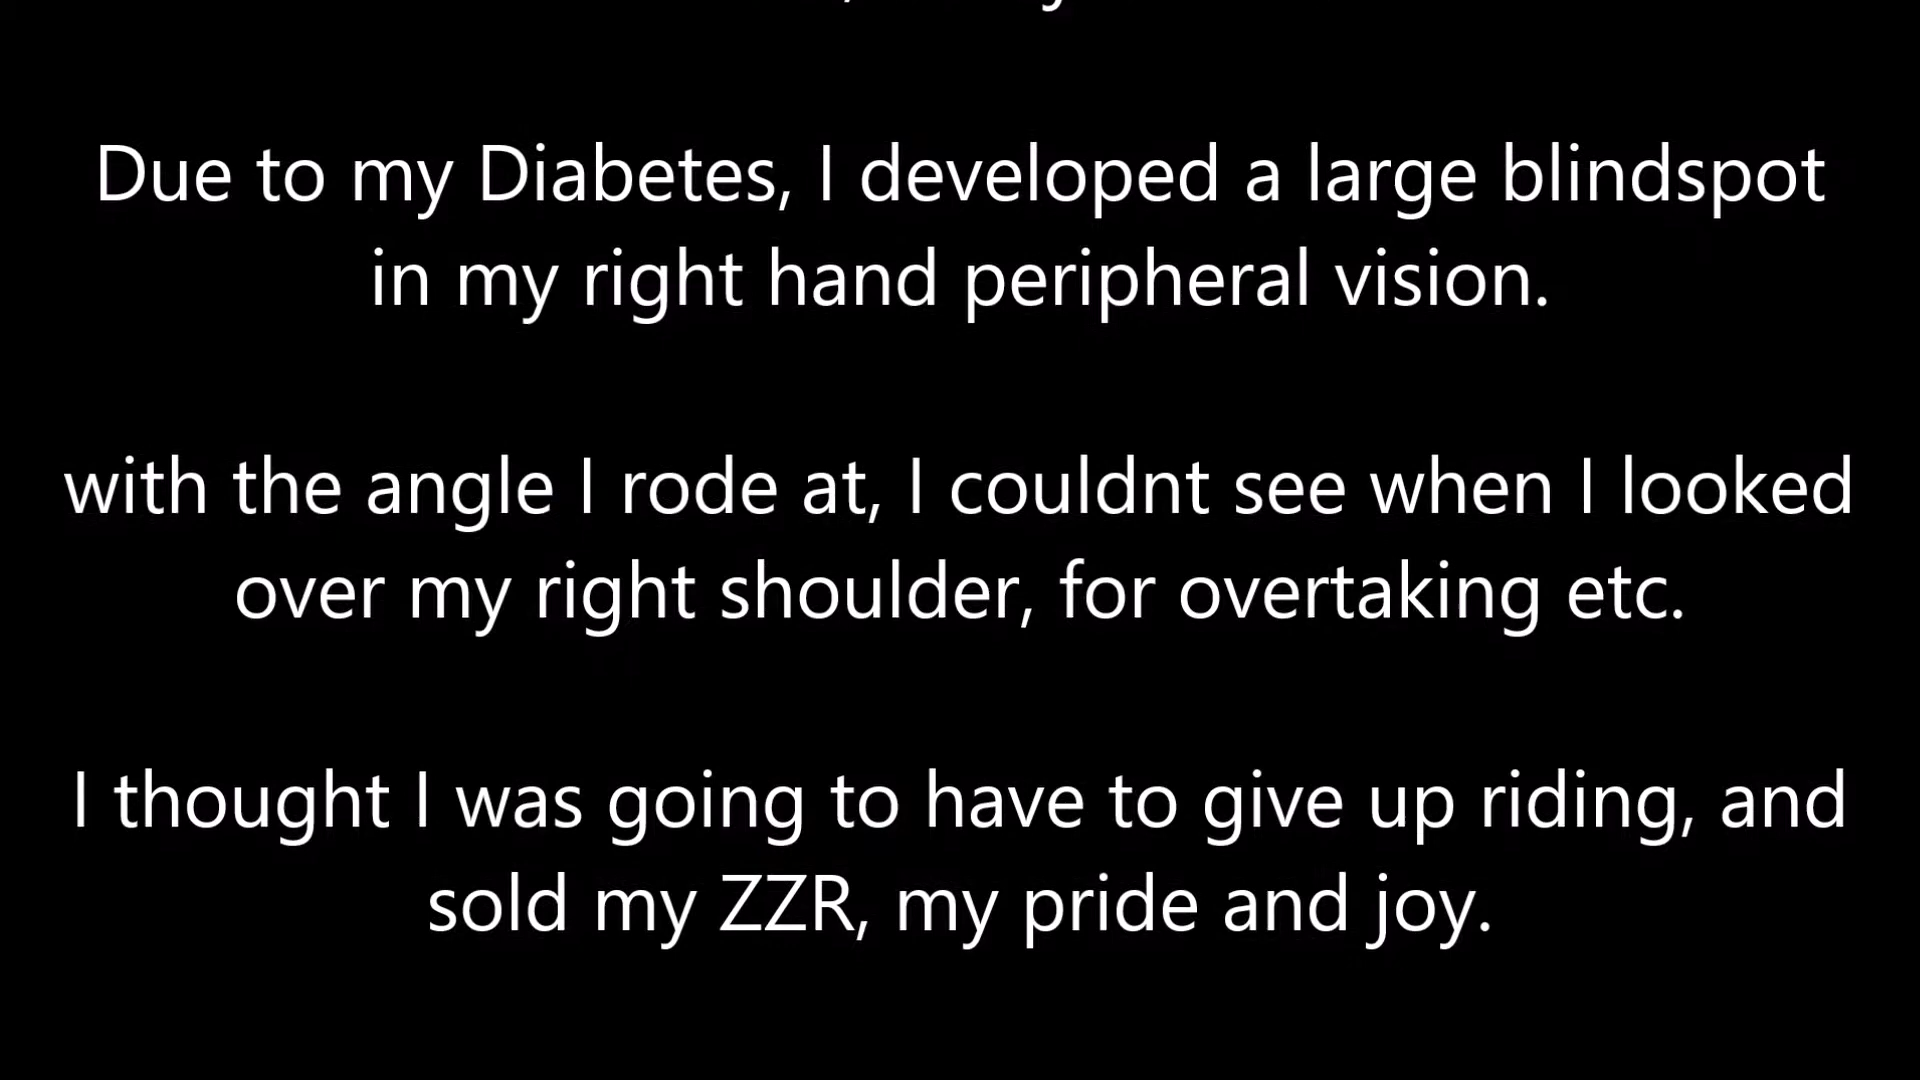 Due to my Diabetes, I developed a large blindspot
in my right hand peripheral vision.
with the angle I rode at, I couldnt see when I looked
over my right shoulder, for overtaking etc.
I thought I was going to have to give up riding, and
sold my ZZR, my pride and joy.